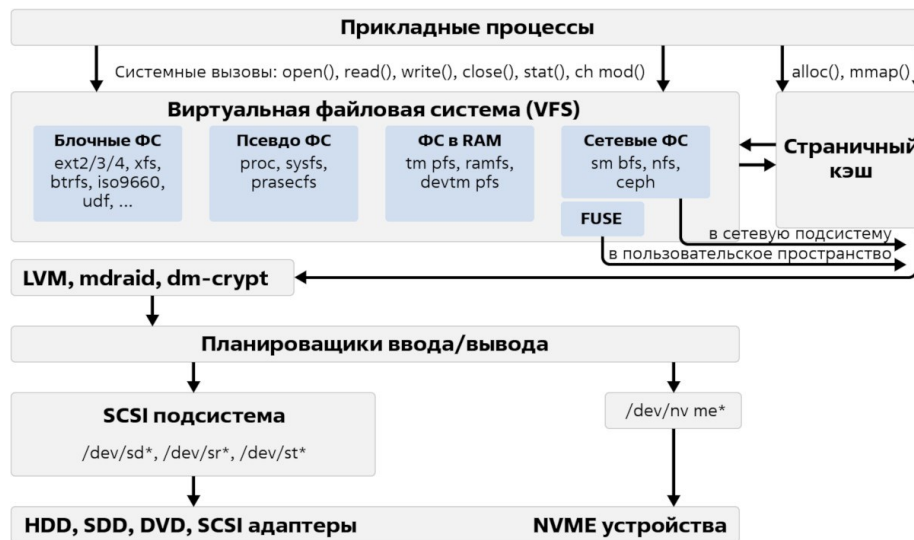 Прикладные процессы
Системные вызовы: open(), read(), write(), close(), stat(), ch mod()
alloc(), mmap()
Виртуальная файловая система (VFS)
Блочные ФС
ext2/3/4, xfs,
btrfs, iso9660,
udf, ...
Псевдо ФС
proc, sysfs,
prasecfs
ФС в RAM
tm pfs, ramfs,
devtm pfs
Сетевые ФС
sm bfs, nfs,
ceph
FUSE
Страничный
кэш
в сетевую подсистему
в пользовательское пространство
LVM, mdraid, dm-crypt
Планироващики ввода/вывода
SCSI подсистема
/dev/sd*, /dev/sr*, /dev/st*
/dev/nv me*
HDD, SDD, DVD, SCSI адаптеры
NVME устройства